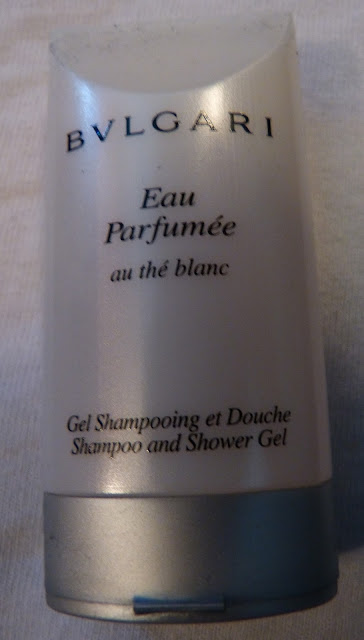 BVLGARI
Eau
Parfumée
au thé blanc
Gel Shampooing et Douche
Shampoo and Shower Gel